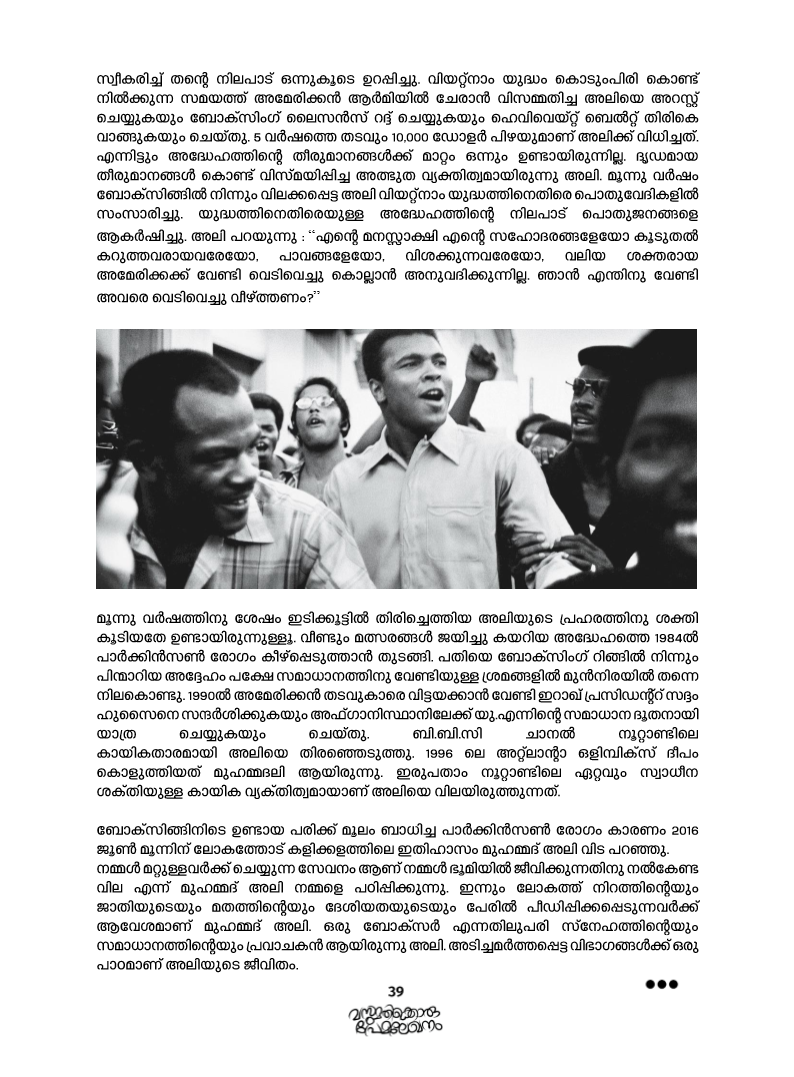 സ്വീകരിച്ച് തന്റെ നിലപാട് ഒന്നുകൂടെ ഉറപ്പിച്ചു. വിയറ്റ്നാം യുദ്ധം കൊടുംപിരി കൊണ്ട്
നിൽക്കുന്ന സമയത്ത് അമേരിക്കൻ ആർമിയിൽ ചേരാൻ വിസമ്മതിച്ച അലിയെ അറസ്റ്റ്
ചെയ്യുകയും ബോക്സിംഗ് ലൈസൻസ് റദ്ദ് ചെയ്യുകയും ഹെവിവെയ്റ്റ് ബെൽറ്റ് തിരികെ
വാങ്ങുകയും ചെയ്തു. 5 വർഷത്തെ തടവും 10,000 ഡോളർ പിഴയുമാണ് അലിക്ക് വിധിച്ചത്.
എന്നിട്ടും അദ്ധേഹത്തിന്റെ തീരുമാനങ്ങൾക്ക് മാറ്റം ഒന്നും ഉണ്ടായിരുന്നില്ല. ദൃഡമായ
തീരുമാനങ്ങൾ കൊണ്ട് വിസ്മയിപ്പിച്ച അത്ഭുത വ്യക്തിത്വമായിരുന്നു അലി. മൂന്നു വർഷം
ബോക്സിങ്ങിൽ നിന്നും വിലക്കപ്പെട്ട അലി വിയറ്റ്നാം യുദ്ധത്തിനെതിരെ പൊതുവേദികളിൽ
സംസാരിച്ചു. യുദ്ധത്തിനെതിരെയുള്ള അദ്ധേഹത്തിന്റെ നിലപാട് പൊതുജനങ്ങളെ
ആകർഷിച്ചു. അലി പറയുന്നു : “എന്റെ മനസ്സാക്ഷി എന്റെ സഹോദരങ്ങളേയോ കൂടുതൽ
കറുത്തവരായവരേയോ, പാവങ്ങളേയോ, വിശക്കുന്നവരേയോ, വലിയ ശക്തരായ
അമേരിക്കക്ക് വേണ്ടി വെടിവെച്ചു കൊല്ലാൻ അനുവദിക്കുന്നില്ല. ഞാൻ എന്തിനു വേണ്ടി
അവരെ വെടിവെച്ചു വീഴ്ത്തണം?”
മൂന്നു വർഷത്തിനു ശേഷം ഇടിക്കൂട്ടിൽ തിരിച്ചെത്തിയ അലിയുടെ പ്രഹരത്തിനു ശക്തി
കൂടിയതേ ഉണ്ടായിരുന്നുള്ളൂ. വീണ്ടും മത്സരങ്ങൾ ജയിച്ചു കയറിയ അദ്ധേഹത്തെ 1984ൽ
പാർക്കിൻസൺ രോഗം കീഴ്പ്പെടുത്താൻ തുടങ്ങി. പതിയെ ബോക്സിംഗ് റിങ്ങിൽ നിന്നും
പിന്മാറിയ അദ്ദേഹം പക്ഷേ സമാധാനത്തിനു വേണ്ടിയുള്ള ശ്രമങ്ങളിൽ മുൻനിരയിൽ തന്നെ
നിലകൊണ്ടു. 1990ൽ അമേരിക്കൻ തടവുകാരെ വിട്ടയക്കാൻ വേണ്ടി ഇറാഖ് പ്രസിഡന്റ്റ് സദ്ദം
ഹുസൈനെ സന്ദർശിക്കുകയും അഫ്ഗാനിസ്ഥാനിലേക്ക് യു.എന്നിന്റെ സമാധാന ദൂതനായി
യാത്ര ചെയ്യുകയും ചെയ്തു. ബി.ബി.സി ചാനൽ നൂറ്റാണ്ടിലെ
കായികതാരമായി അലിയെ തിരഞ്ഞെടുത്തു. 1996 ലെ അറ്റ്ലാന്റാ ഒളിമ്പിക്സ് ദീപം
കൊളുത്തിയത് മുഹമ്മദലി ആയിരുന്നു. ഇരുപതാം നൂറ്റാണ്ടിലെ ഏറ്റവും സ്വാധീന
ശക്തിയുള്ള കായിക വ്യക്തിത്വമായാണ് അലിയെ വിലയിരുത്തുന്നത്.
ബോക്സിങ്ങിനിടെ ഉണ്ടായ പരിക്ക് മൂലം ബാധിച്ച പാർക്കിൻസൺ രോഗം കാരണം 2016
ജൂൺ മൂന്നിന് ലോകത്തോട് കളിക്കളത്തിലെ ഇതിഹാസം മുഹമ്മദ് അലി വിട പറഞ്ഞു.
നമ്മൾ മറ്റുള്ളവർക്ക് ചെയ്യുന്ന സേവനം ആണ് നമ്മൾ ഭൂമിയിൽ ജീവിക്കുന്നതിനു നൽകേണ്ട
വില എന്ന് മുഹമ്മദ് അലി നമ്മളെ പഠിപ്പിക്കുന്നു. ഇന്നും ലോകത്ത് നിറത്തിന്റെയും
ജാതിയുടെയും മതത്തിന്റെയും ദേശിയതയുടെയും പേരിൽ പീഡിപ്പിക്കപ്പെടുന്നവർക്ക്
ആവേശമാണ് മുഹമ്മദ് അലി. ഒരു ബോക്സർ എന്നതിലുപരി സ്നേഹത്തിന്റെയും
സമാധാനത്തിന്റെയും പ്രവാചകൻ ആയിരുന്നു അലി. അടിച്ചമർത്തപ്പെട്ട വിഭാഗങ്ങൾക്ക് ഒരു
പാഠമാണ് അലിയുടെ ജീവിതം.
39